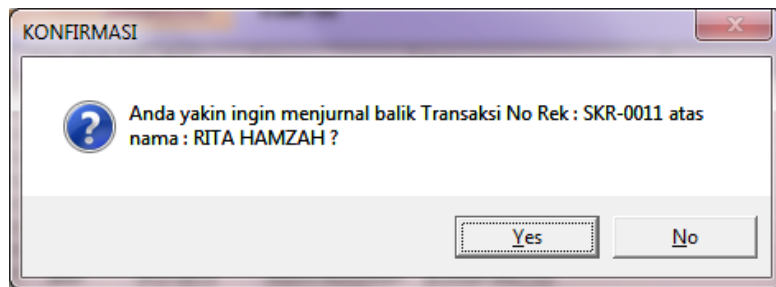 KONFIRMASI
Anda yakin ingin menjurnal balik Transaksi No Rek : SKR-0011 atas
nama : RITA HAMZAH ?
Yes
No